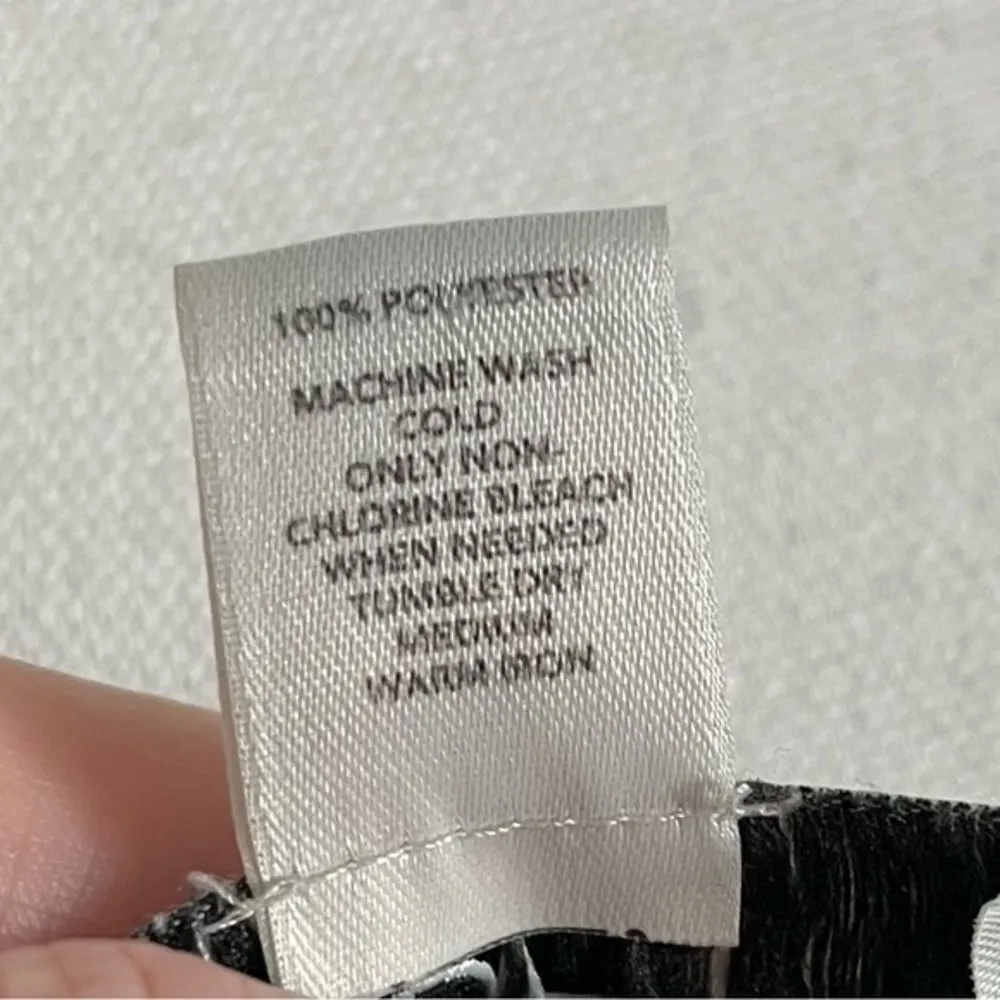 100% POLYESTER
MACHINE WASH
COLD
ONLY NON-
CHLORINE BLEACH
WHEN NEEDED
TUMBLE DRY
MEDIUM
WARM IRON